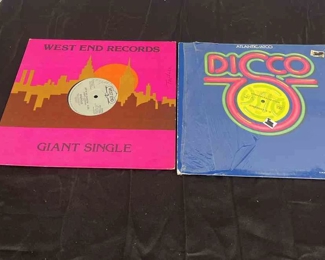 WEST END RECORDS
GIANT SINGLE
ATLANTIC/ATCO
DISCO